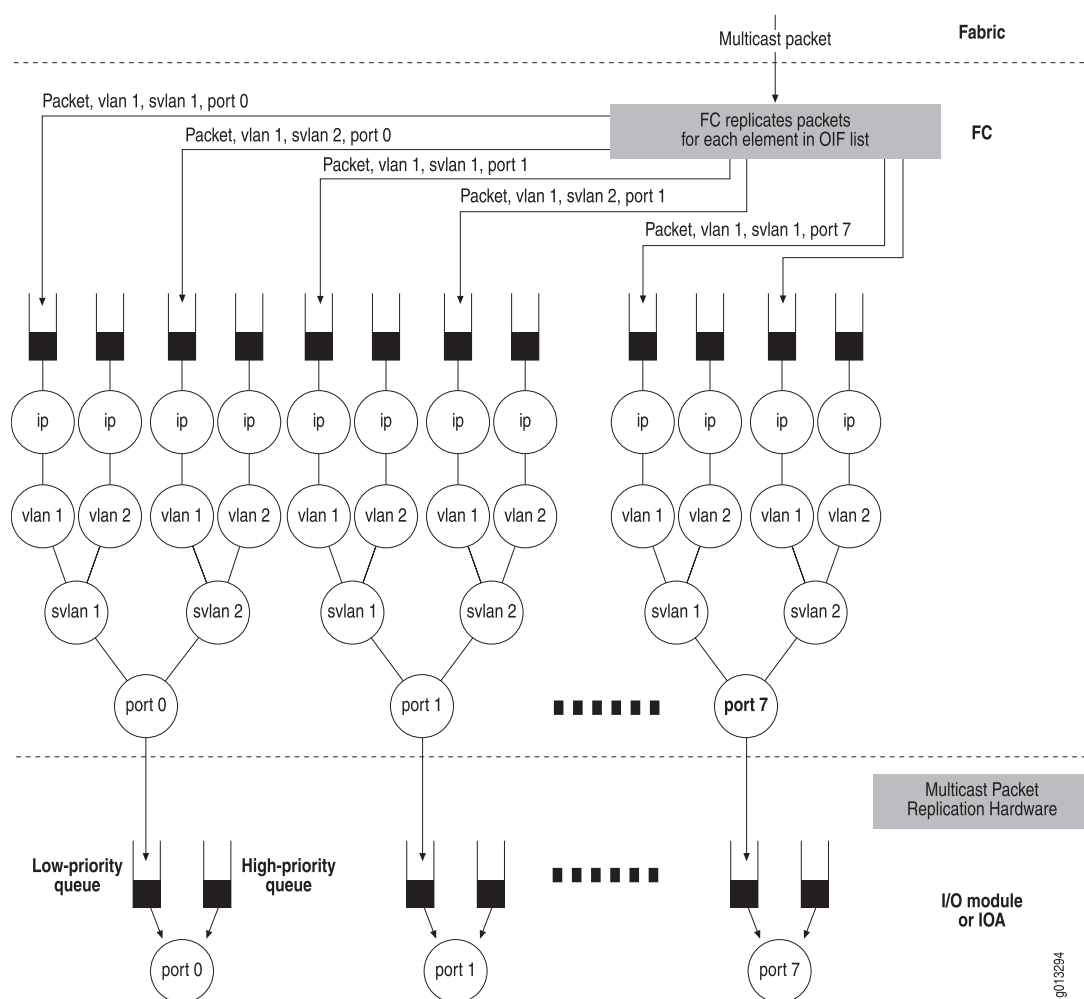 Multicast packet
Fabric
Packet, vlan 1, svlan 1, port 0
FC replicates packets
for each element in OIF list
FC
Packet, vlan 1, svlan 2, port 0
Packet, vlan 1, svlan 1, port 1
Packet, vlan 1, svlan 2, port 1
Packet, vlan 1, svlan 1, port 7
ip ip ip ip ip ip ip ip ip ip ip ip
vlan 1 vlan 2 vlan 1 vlan 2 vlan 1 vlan 2 vlan 1 vlan 2 vlan 1 vlan 2 vlan 1 vlan 2
svlan 1 svlan 2 svlan 1 svlan 2 svlan 1 svlan 2
port 0 port 1 port 7
Multicast Packet
Replication Hardware
Low-priority
queue
High-priority
queue
I/O module
or IOA
port 0 port 1 port 7
g013294